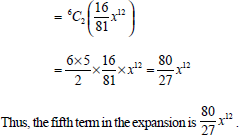 = ⁶C₂(16/81 x¹²)
= 6×5/2 × 16/81 × x¹² = 80/27 x¹²
Thus, the fifth term in the expansion is 80/27 x¹².